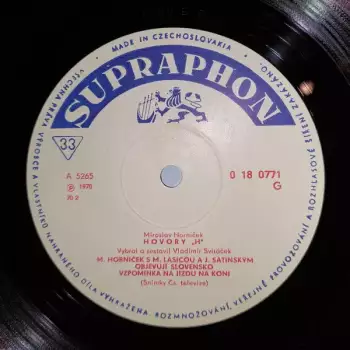 MADE IN CZECHOSLOVAKIA
VŠECHNA PRÁVA VÝROBCE A VLASTNÍKŮ NAHRANÉHO DÍLA VYHRAZENA. ROZMNOŽOVÁNÍ, VEŘEJNÉ PROVOZOVÁNÍ A ROZHLASOVÉ ŠÍŘENÍ ZAKÁZÁNO.
SUPRAPHON
33
A 5265
Ⓟ 1970
0 18 0771
G
Miroslav Horníček
HOVORY „H"
Vybral a sestavil Vladimír Svitáček
M. HORNÍČEK S M. LASICOU A J. SATINSKÝM
OBJEVUJÍ SLOVENSKO
VZPOMÍNKA NA JÍZDU NA KONI
(Snímky Čs. televize)